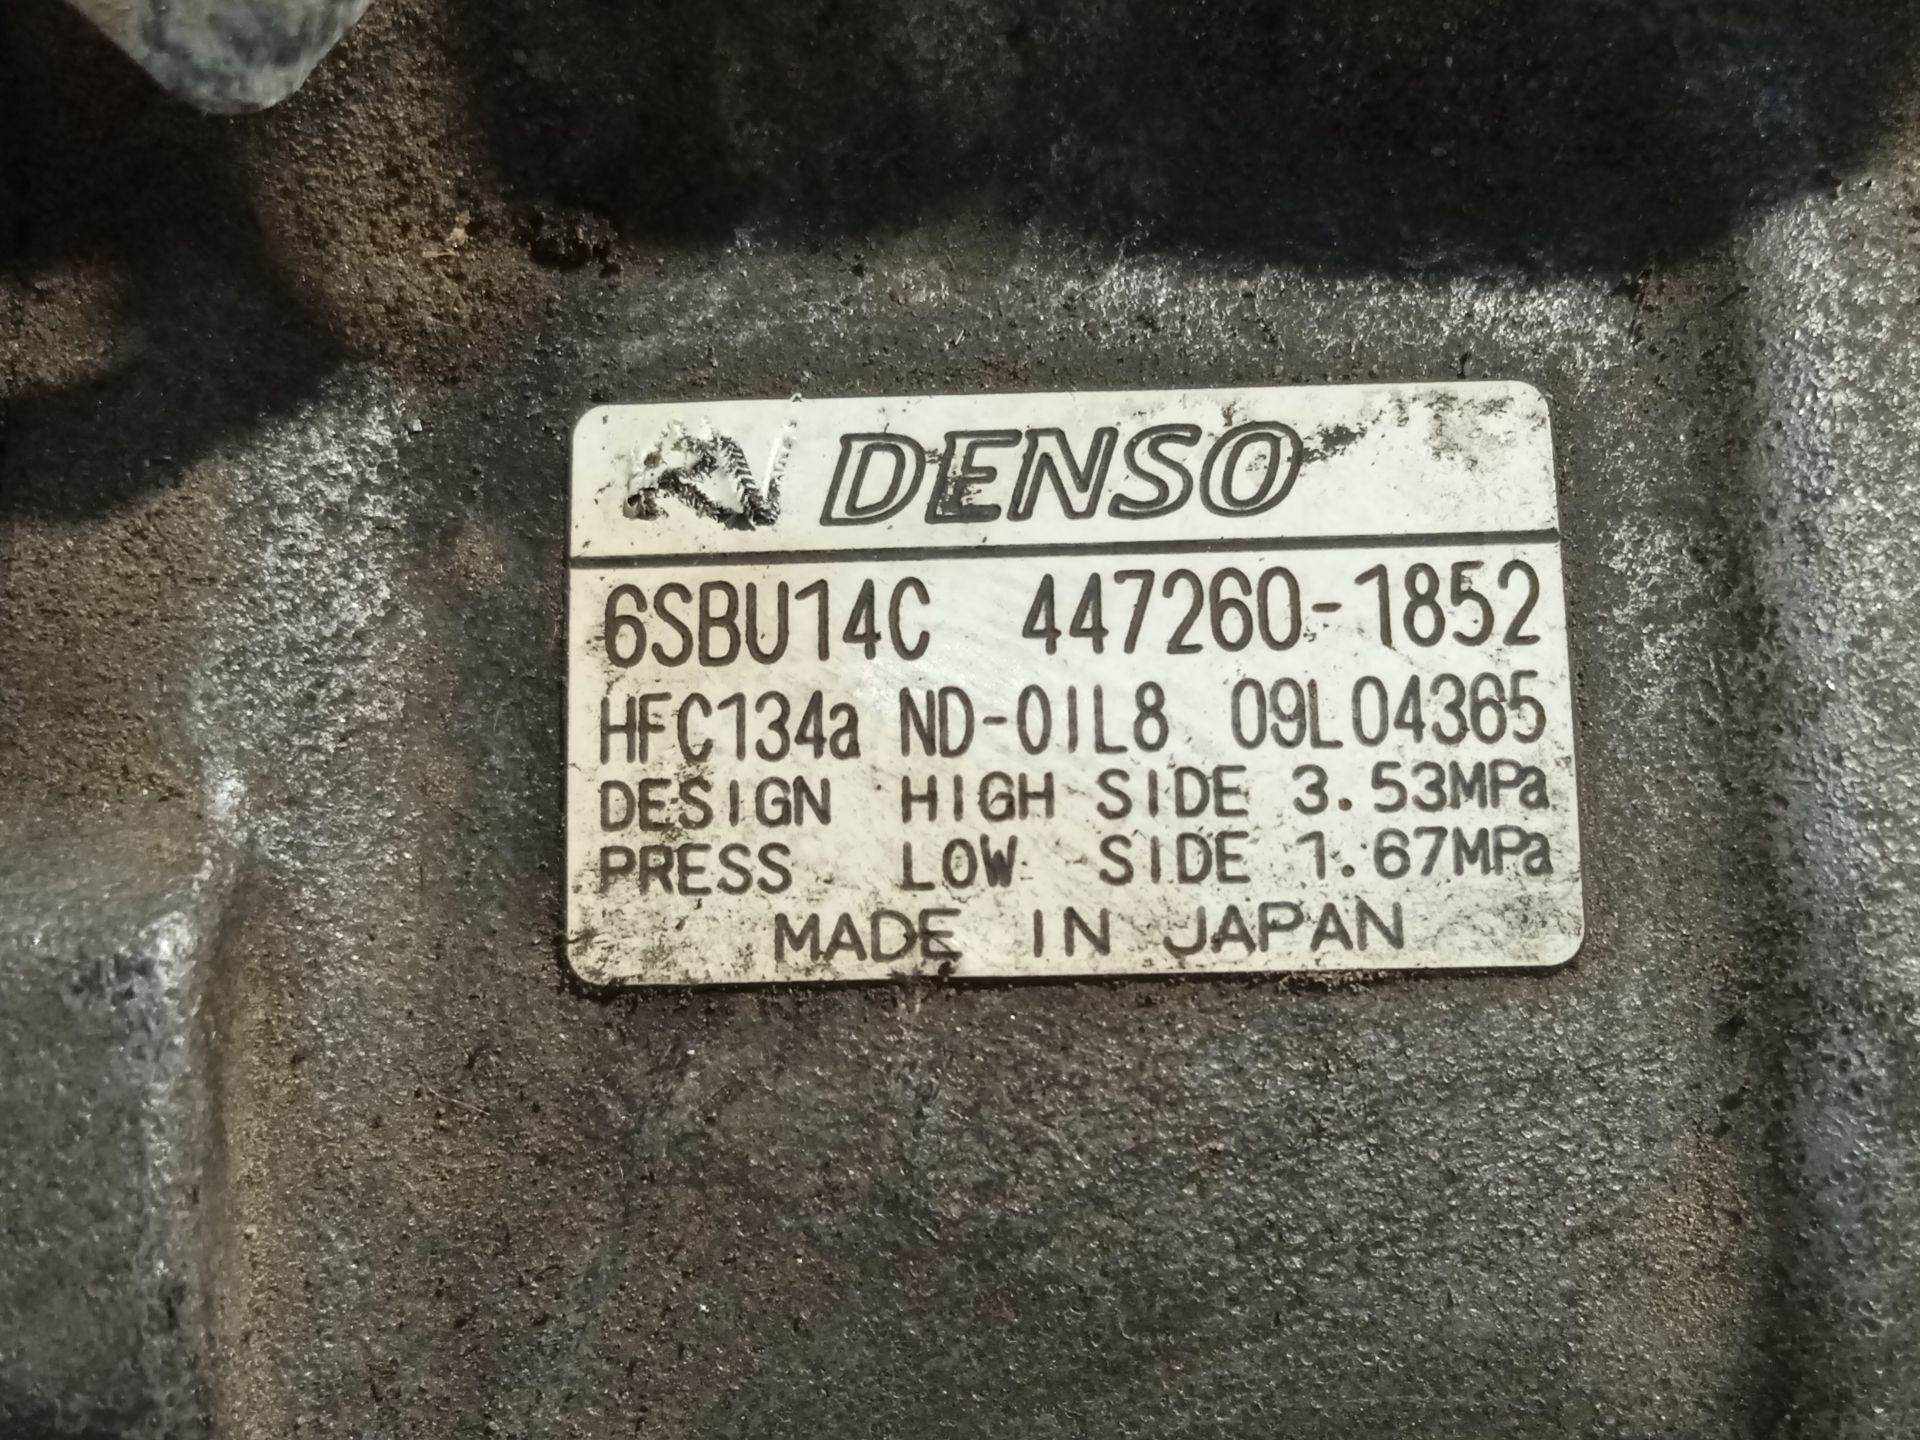 DENSO
6SBU14C 447260-1852
HFC134a ND-OIL8 09L04365
DESIGN HIGH SIDE 3.53MPa
PRESS LOW SIDE 1.67MPa
MADE IN JAPAN